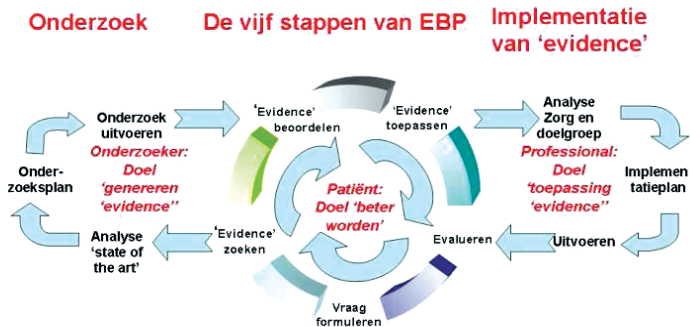 Onderzoek
De vijf stappen van EBP
Implementatie
van ‘evidence’
Onderzoek
uitvoeren
Onderzoeker:
Doel
‘genereren
‘evidence’’
Onder-
zoeksplan
Analyse
‘state of
the art’
‘Evidence’
beoordelen
‘Evidence’
toepassen
Patiënt:
Doel ‘beter
worden’
‘Evidence’
zoeken
Evalueren
Vraag
formuleren
Analyse
Zorg en
doelgroep
Professional:
Doel
‘toepassing
‘evidence’’
Implemen
tatieplan
Uitvoeren